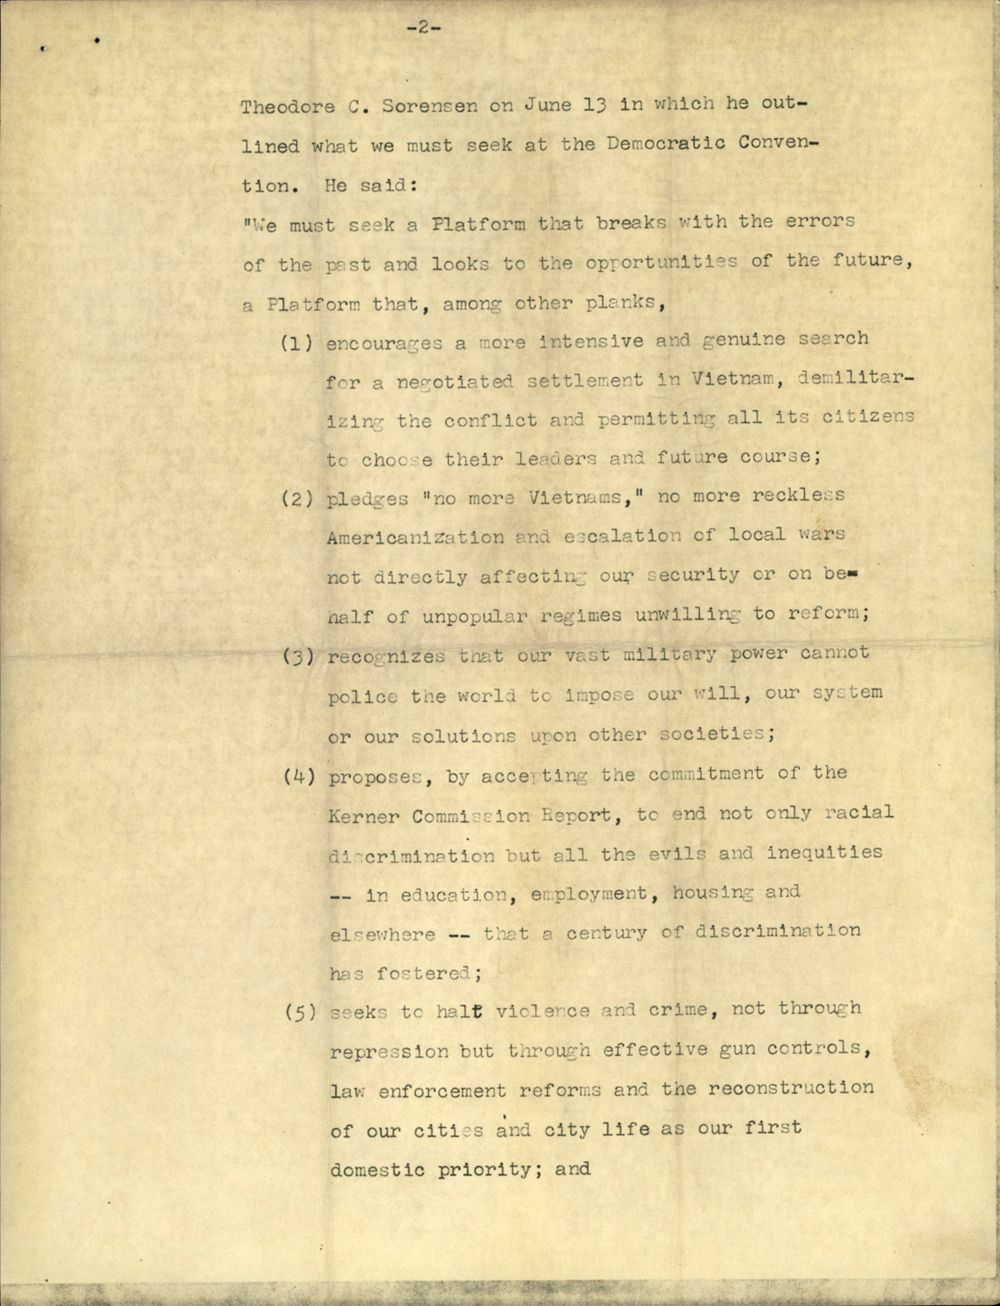 -2-
Theodore C. Sorensen on June 13 in which he out-
lined what we must seek at the Democratic Conven-
tion. He said:
"We must seek a Platform that breaks with the errors
of the past and looks to the opportunities of the future,
a Platform that, among other planks,
(1) encourages a more intensive and genuine search
for a negotiated settlement in Vietnam, demilitar-
izing the conflict and permitting all its citizens
to choose their leaders and future course;
(2) pledges "no more Vietnams," no more reckless
Americanization and escalation of local wars
not directly affecting our security or on be-
half of unpopular regimes unwilling to reform;
(3) recognizes that our vast military power cannot
police the world to impose our will, our system
or our solutions upon other societies;
(4) proposes, by accepting the commitment of the
Kerner Commission Report, to end not only racial
discrimination but all the evils and inequities
-- in education, employment, housing and
elsewhere -- that a century of discrimination
has fostered;
(5) seeks to halt violence and crime, not through
repression but through effective gun controls,
law enforcement reforms and the reconstruction
of our cities and city life as our first
domestic priority; and